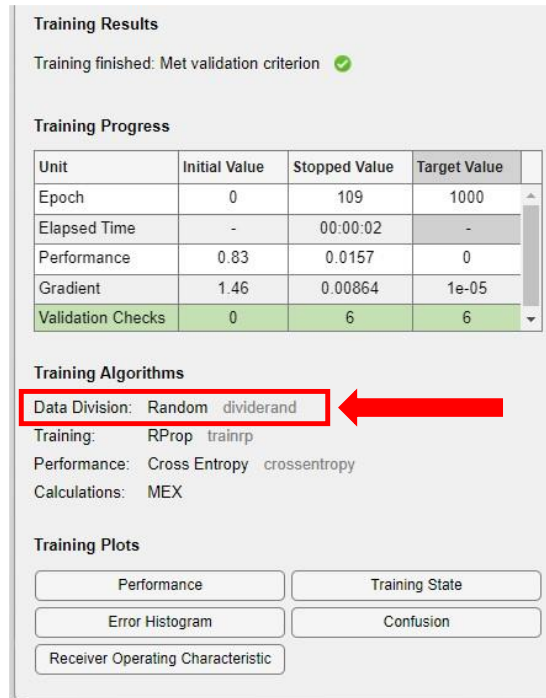 Training Results
Training finished: Met validation criterion
Training Progress
Unit Initial Value Stopped Value Target Value
Epoch 0 109 1000
Elapsed Time - 00:00:02 -
Performance 0.83 0.0157 0
Gradient 1.46 0.00864 1e-05
Validation Checks 0 6 6
Training Algorithms
Data Division: Random dividerand
Training: RProp trainrp
Performance: Cross Entropy crossentropy
Calculations: MEX
Training Plots
Performance Training State
Error Histogram Confusion
Receiver Operating Characteristic